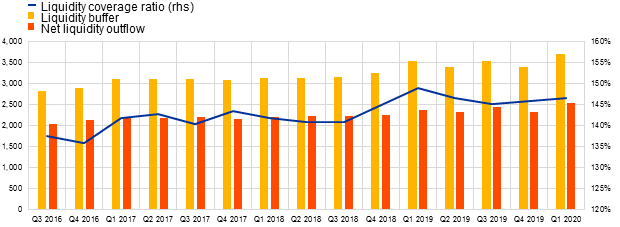 Liquidity coverage ratio (rhs)
Liquidity buffer
Net liquidity outflow
4,000 160%
3,500 155%
3,000 150%
2,500 145%
2,000 140%
1,500 135%
1,000 130%
500 125%
0 120%
Q3 2016 Q4 2016 Q1 2017 Q2 2017 Q3 2017 Q4 2017 Q1 2018 Q2 2018 Q3 2018 Q4 2018 Q1 2019 Q2 2019 Q3 2019 Q4 2019 Q1 2020